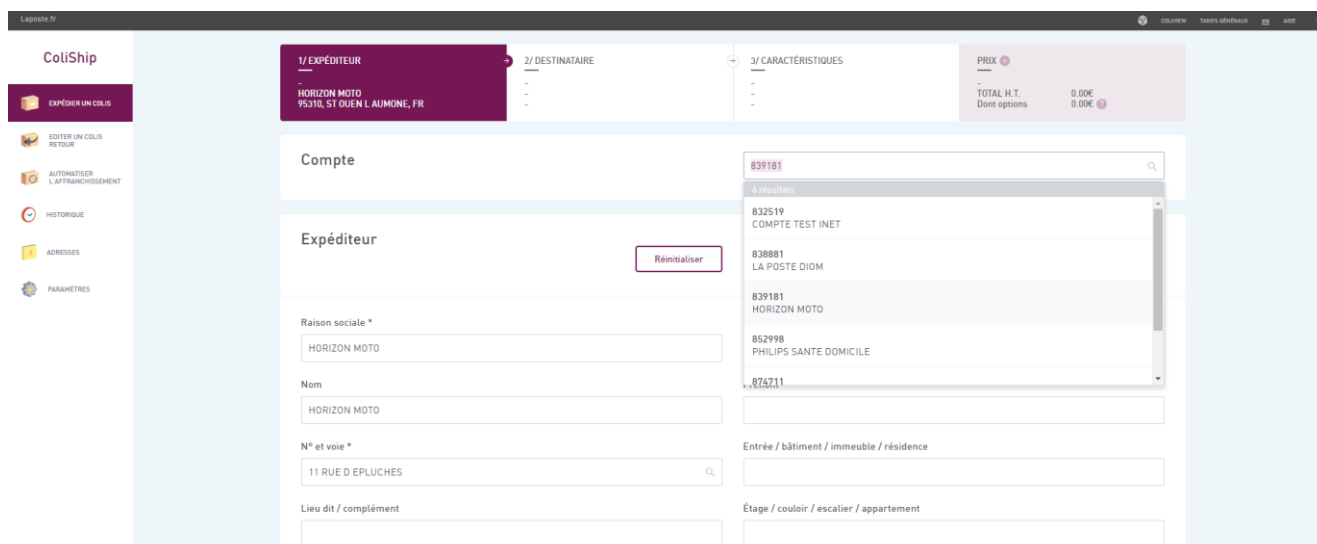 Laposte.fr
COLIVIEW TARIFS GÉNÉRAUX AIDE
ColiShip
EXPÉDIER UN COLIS
EDITER UN COLIS
RETOUR
AUTOMATISER
L'AFFRANCHISSEMENT
HISTORIQUE
ADRESSES
PARAMÈTRES
1/ EXPÉDITEUR
-
HORIZON MOTO
95310, ST OUEN L AUMONE, FR
2/ DESTINATAIRE
-
-
-
3/ CARACTÉRISTIQUES
-
-
-
PRIX
-
TOTAL H.T. 0.00€
Dont options 0.00€
Compte
839181
6 résultats
832519
COMPTE TEST INET
838881
LA POSTE DIOM
839181
HORIZON MOTO
852998
PHILIPS SANTE DOMICILE
874711
Expéditeur
Réinitialiser
Raison sociale *
HORIZON MOTO
Nom
HORIZON MOTO
N° et voie *
11 RUE D EPLUCHES
Entrée / bâtiment / immeuble / résidence
Lieu dit / complément
Étage / couloir / escalier / appartement